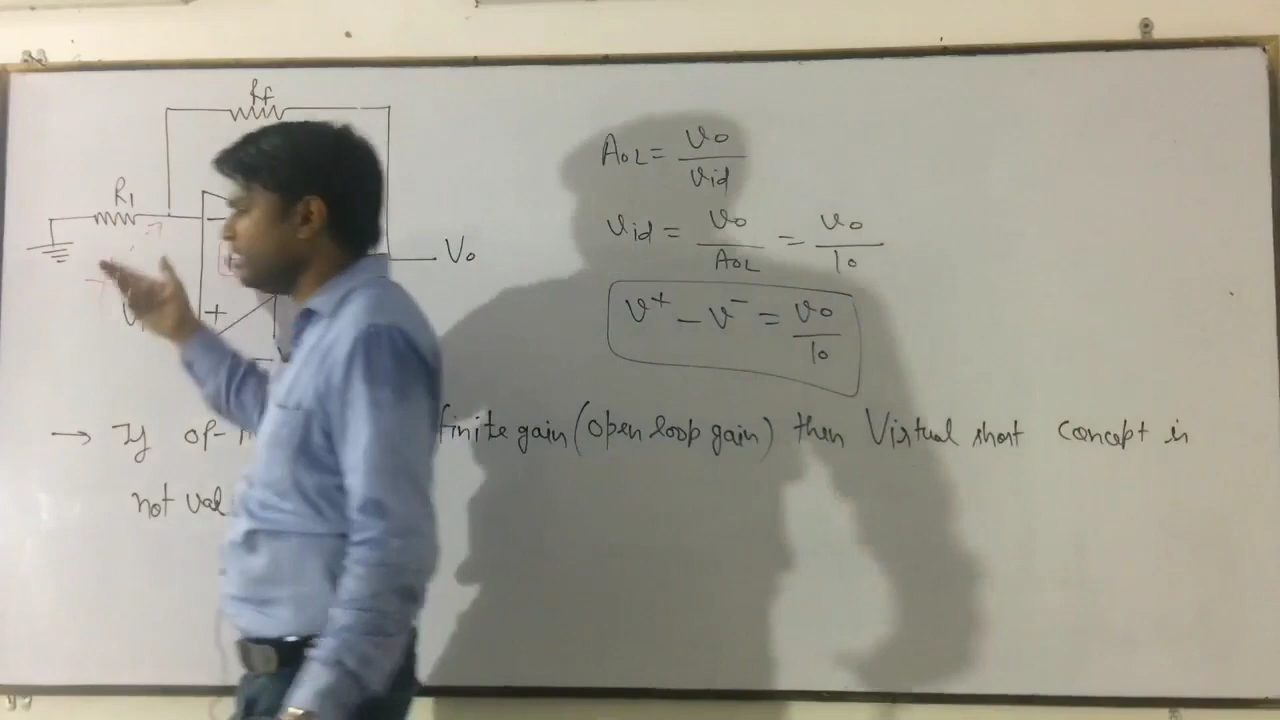 Rf
R1
−
+
Vo
AOL = vo / vid
vid = vo / AOL = vo / 10
v+ − v− = vo / 10
→ If op- finite gain (open loop gain) then Virtual short concept is
not val